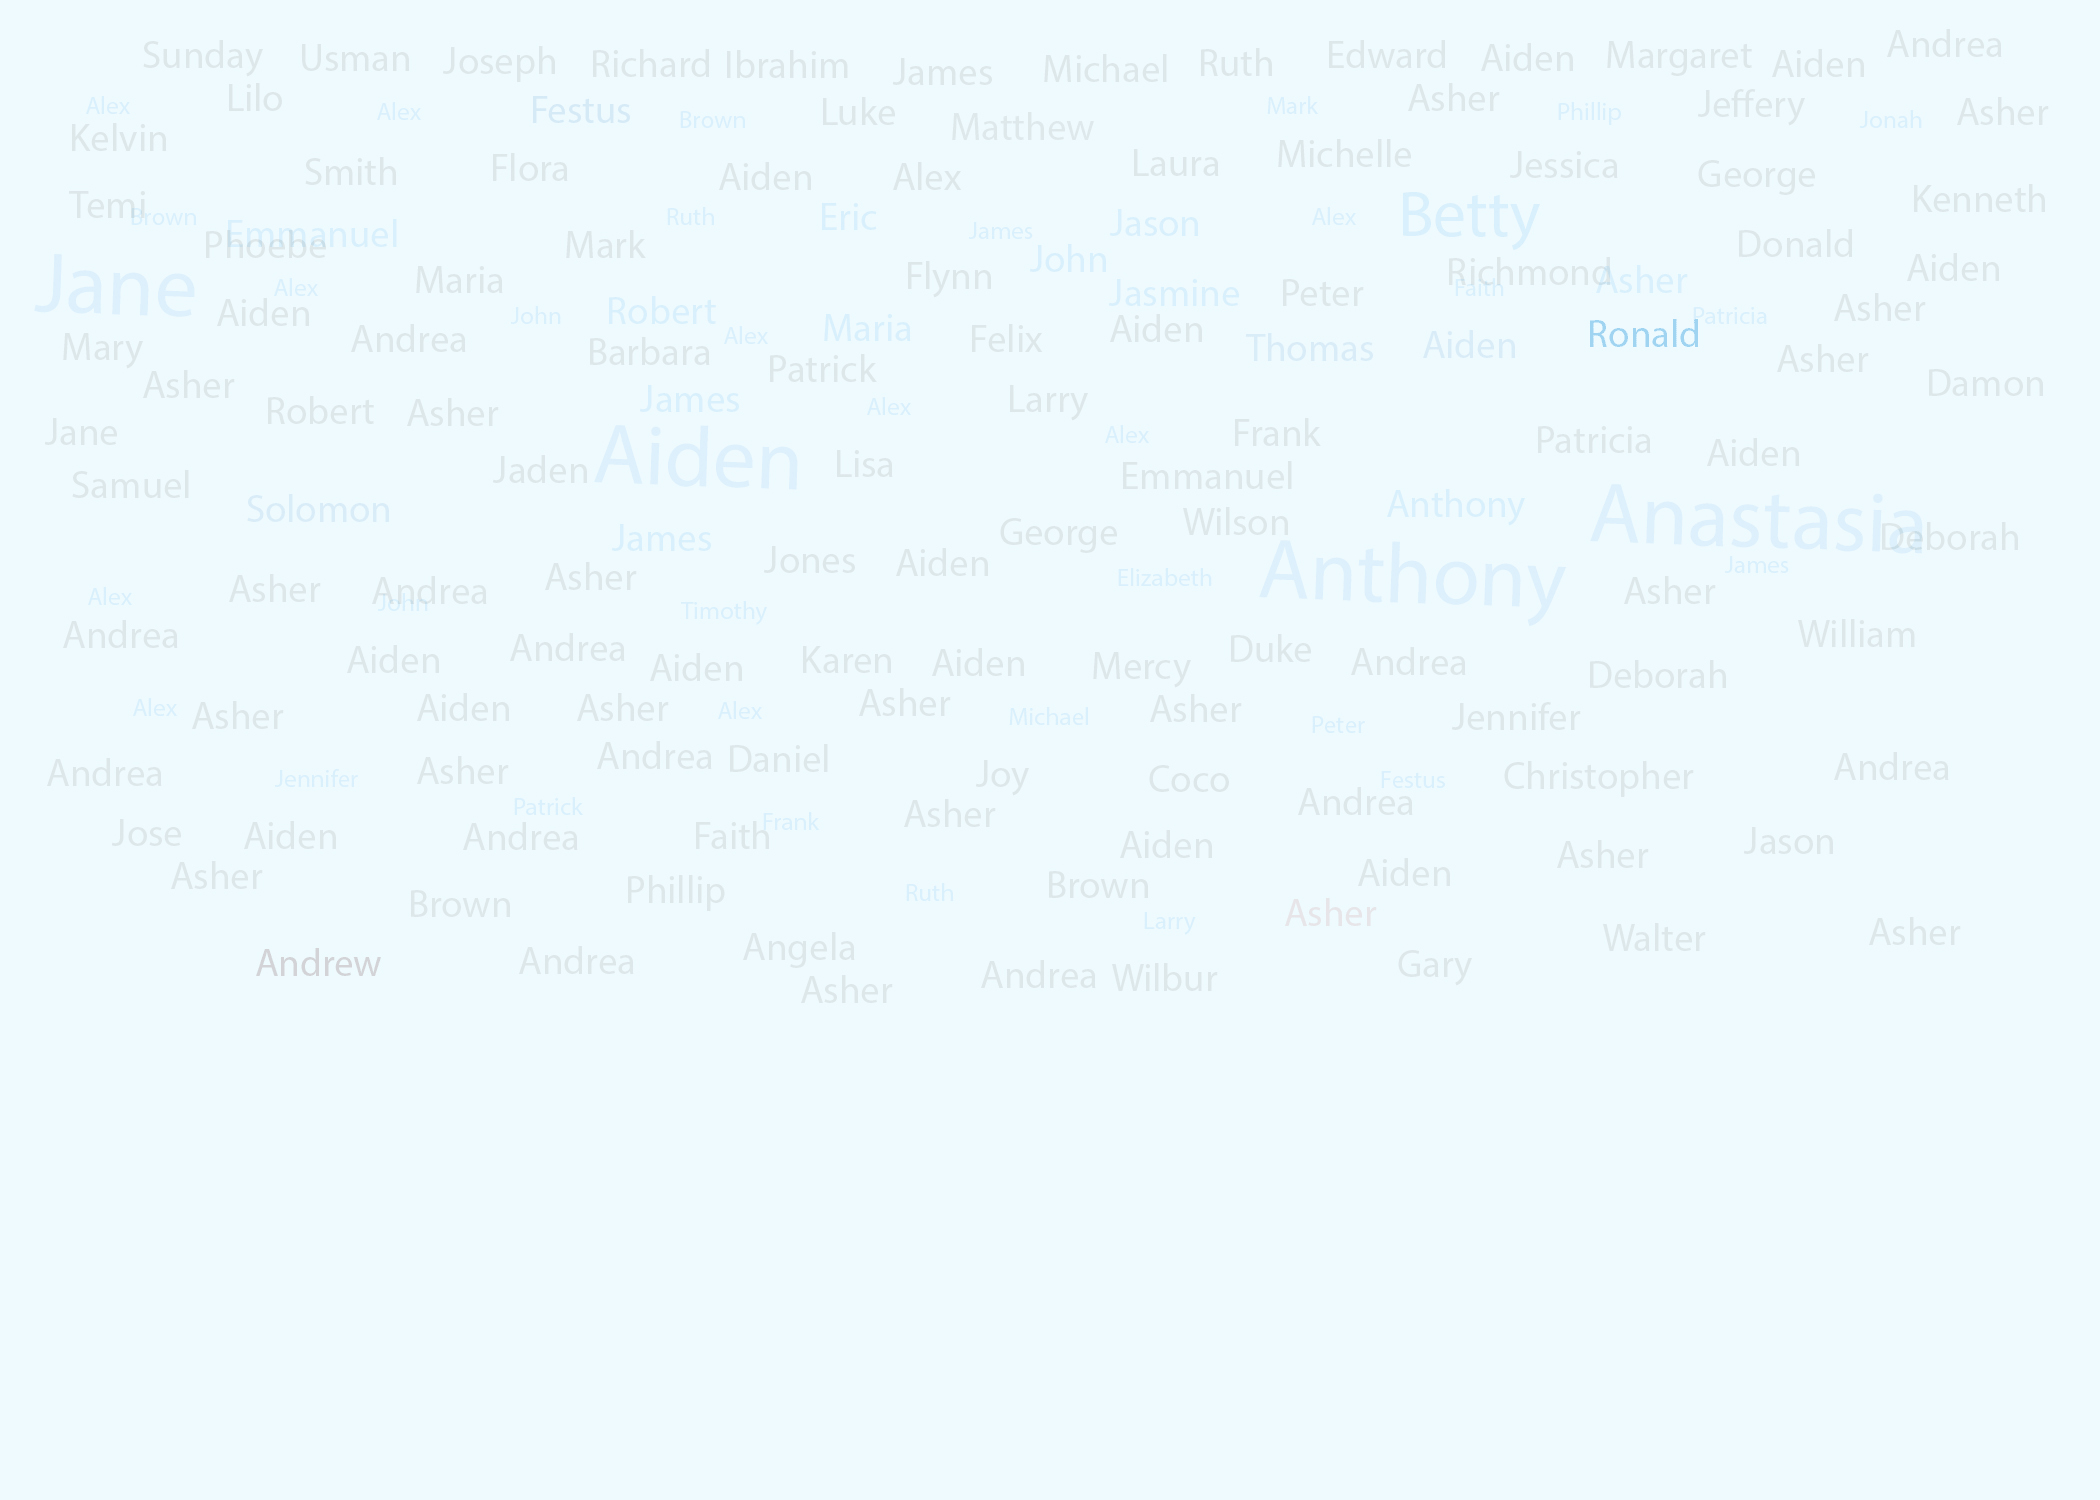 Sunday Usman Joseph Richard Ibrahim James Michael Ruth Edward Aiden Margaret Aiden Andrea
Alex Lilo Alex Festus Brown Luke Mark Asher Phillip Jeffery Jonah Asher
Kelvin Matthew
Smith Flora Aiden Alex Laura Michelle Jessica George
Temi Kenneth
Brown Emmanuel Ruth Eric James Jason Alex Betty
Phoebe Mark John Donald
Jane Alex Maria Flynn Jasmine Peter Richmond Faith Asher Aiden
Aiden John Robert Patricia Asher
Mary Andrea Barbara Alex Maria Felix Aiden Thomas Aiden Ronald
Asher Patrick Asher Damon
Robert Asher James Alex Larry
Jane Alex Frank Patricia Aiden
Samuel Jaden Aiden Lisa Emmanuel
Solomon George Wilson Anthony Anastasia
James Deborah
Jones Aiden Elizabeth Anthony James
Alex Asher Andrea John Asher Timothy Asher
Andrea William
Aiden Andrea Aiden Karen Aiden Mercy Duke Andrea Deborah
Alex Asher Aiden Asher Alex Asher Michael Asher Peter Jennifer
Andrea Jennifer Asher Andrea Daniel Joy Coco Festus Christopher Andrea
Patrick Andrea
Jose Aiden Andrea Faith Frank Asher Aiden Jason
Asher Aiden Asher
Brown Phillip Ruth Brown
Larry Asher
Andrew Andrea Angela Gary Walter Asher
Asher Andrea Wilbur